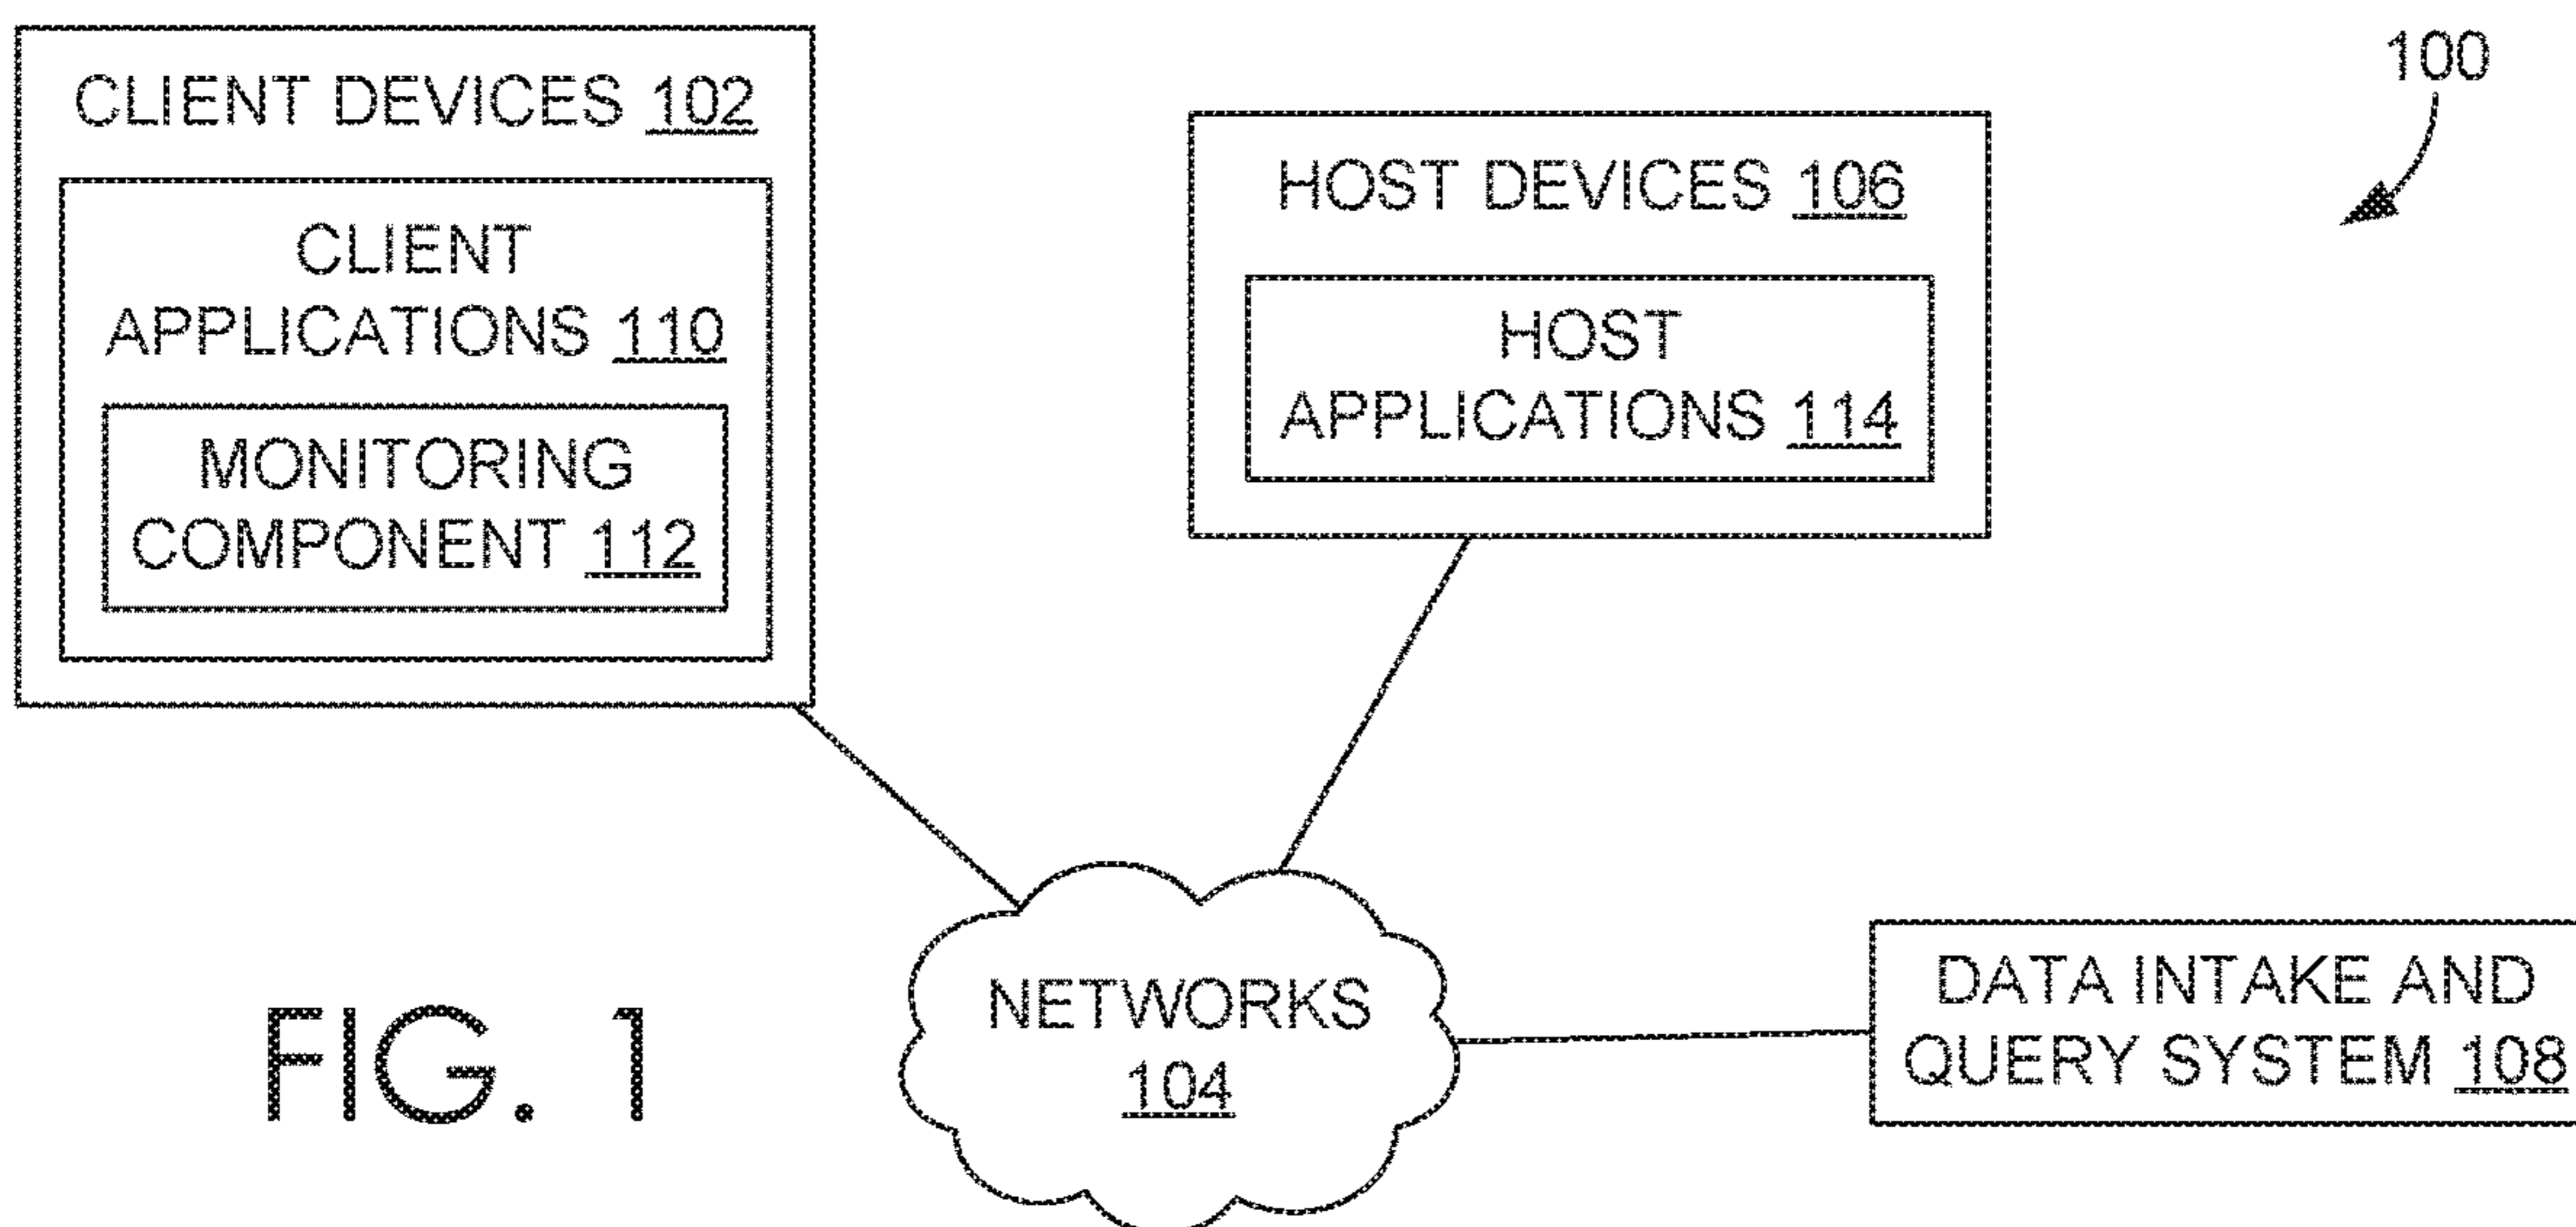 100
CLIENT DEVICES 102
CLIENT
APPLICATIONS 110
MONITORING
COMPONENT 112
HOST DEVICES 106
HOST
APPLICATIONS 114
NETWORKS
104
DATA INTAKE AND
QUERY SYSTEM 108
FIG. 1